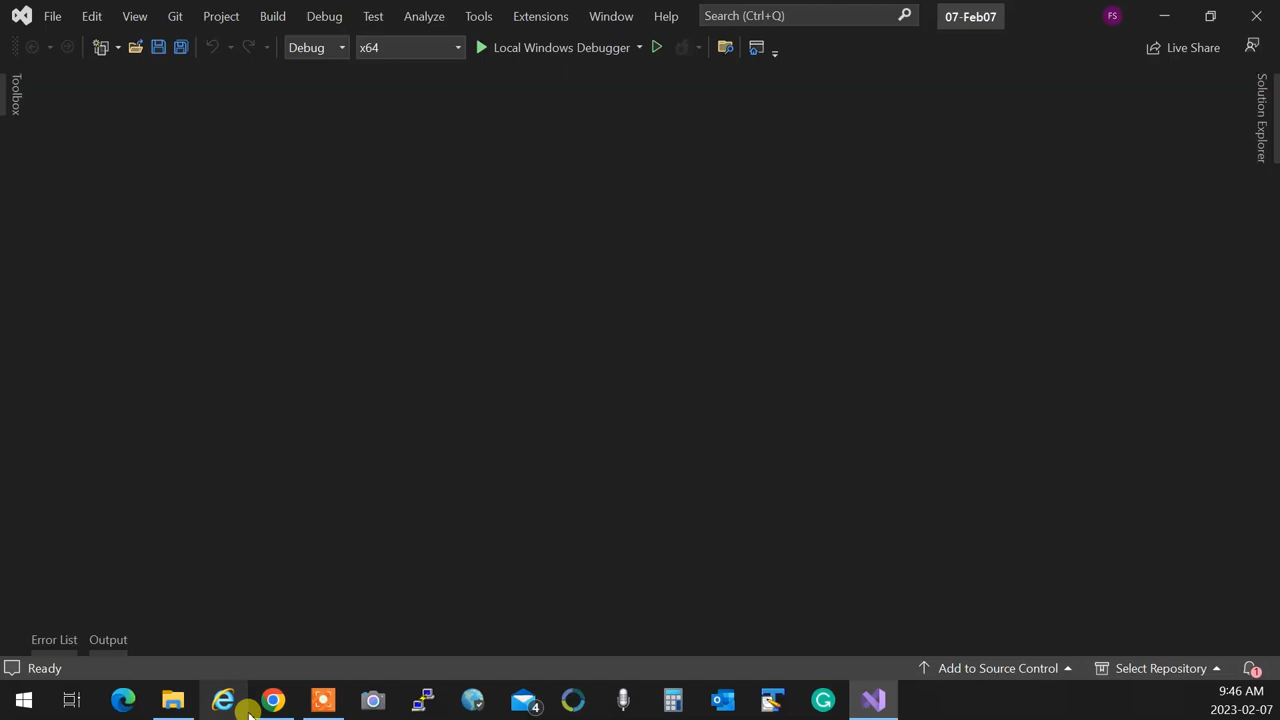 File Edit View Git Project Build Debug Test Analyze Tools Extensions Window Help Search (Ctrl+Q) 07-Feb07 FS
Debug x64 Local Windows Debugger Live Share
Toolbox
Solution Explorer
Error List Output
Ready Add to Source Control Select Repository 1
4
9:46 AM
2023-02-07